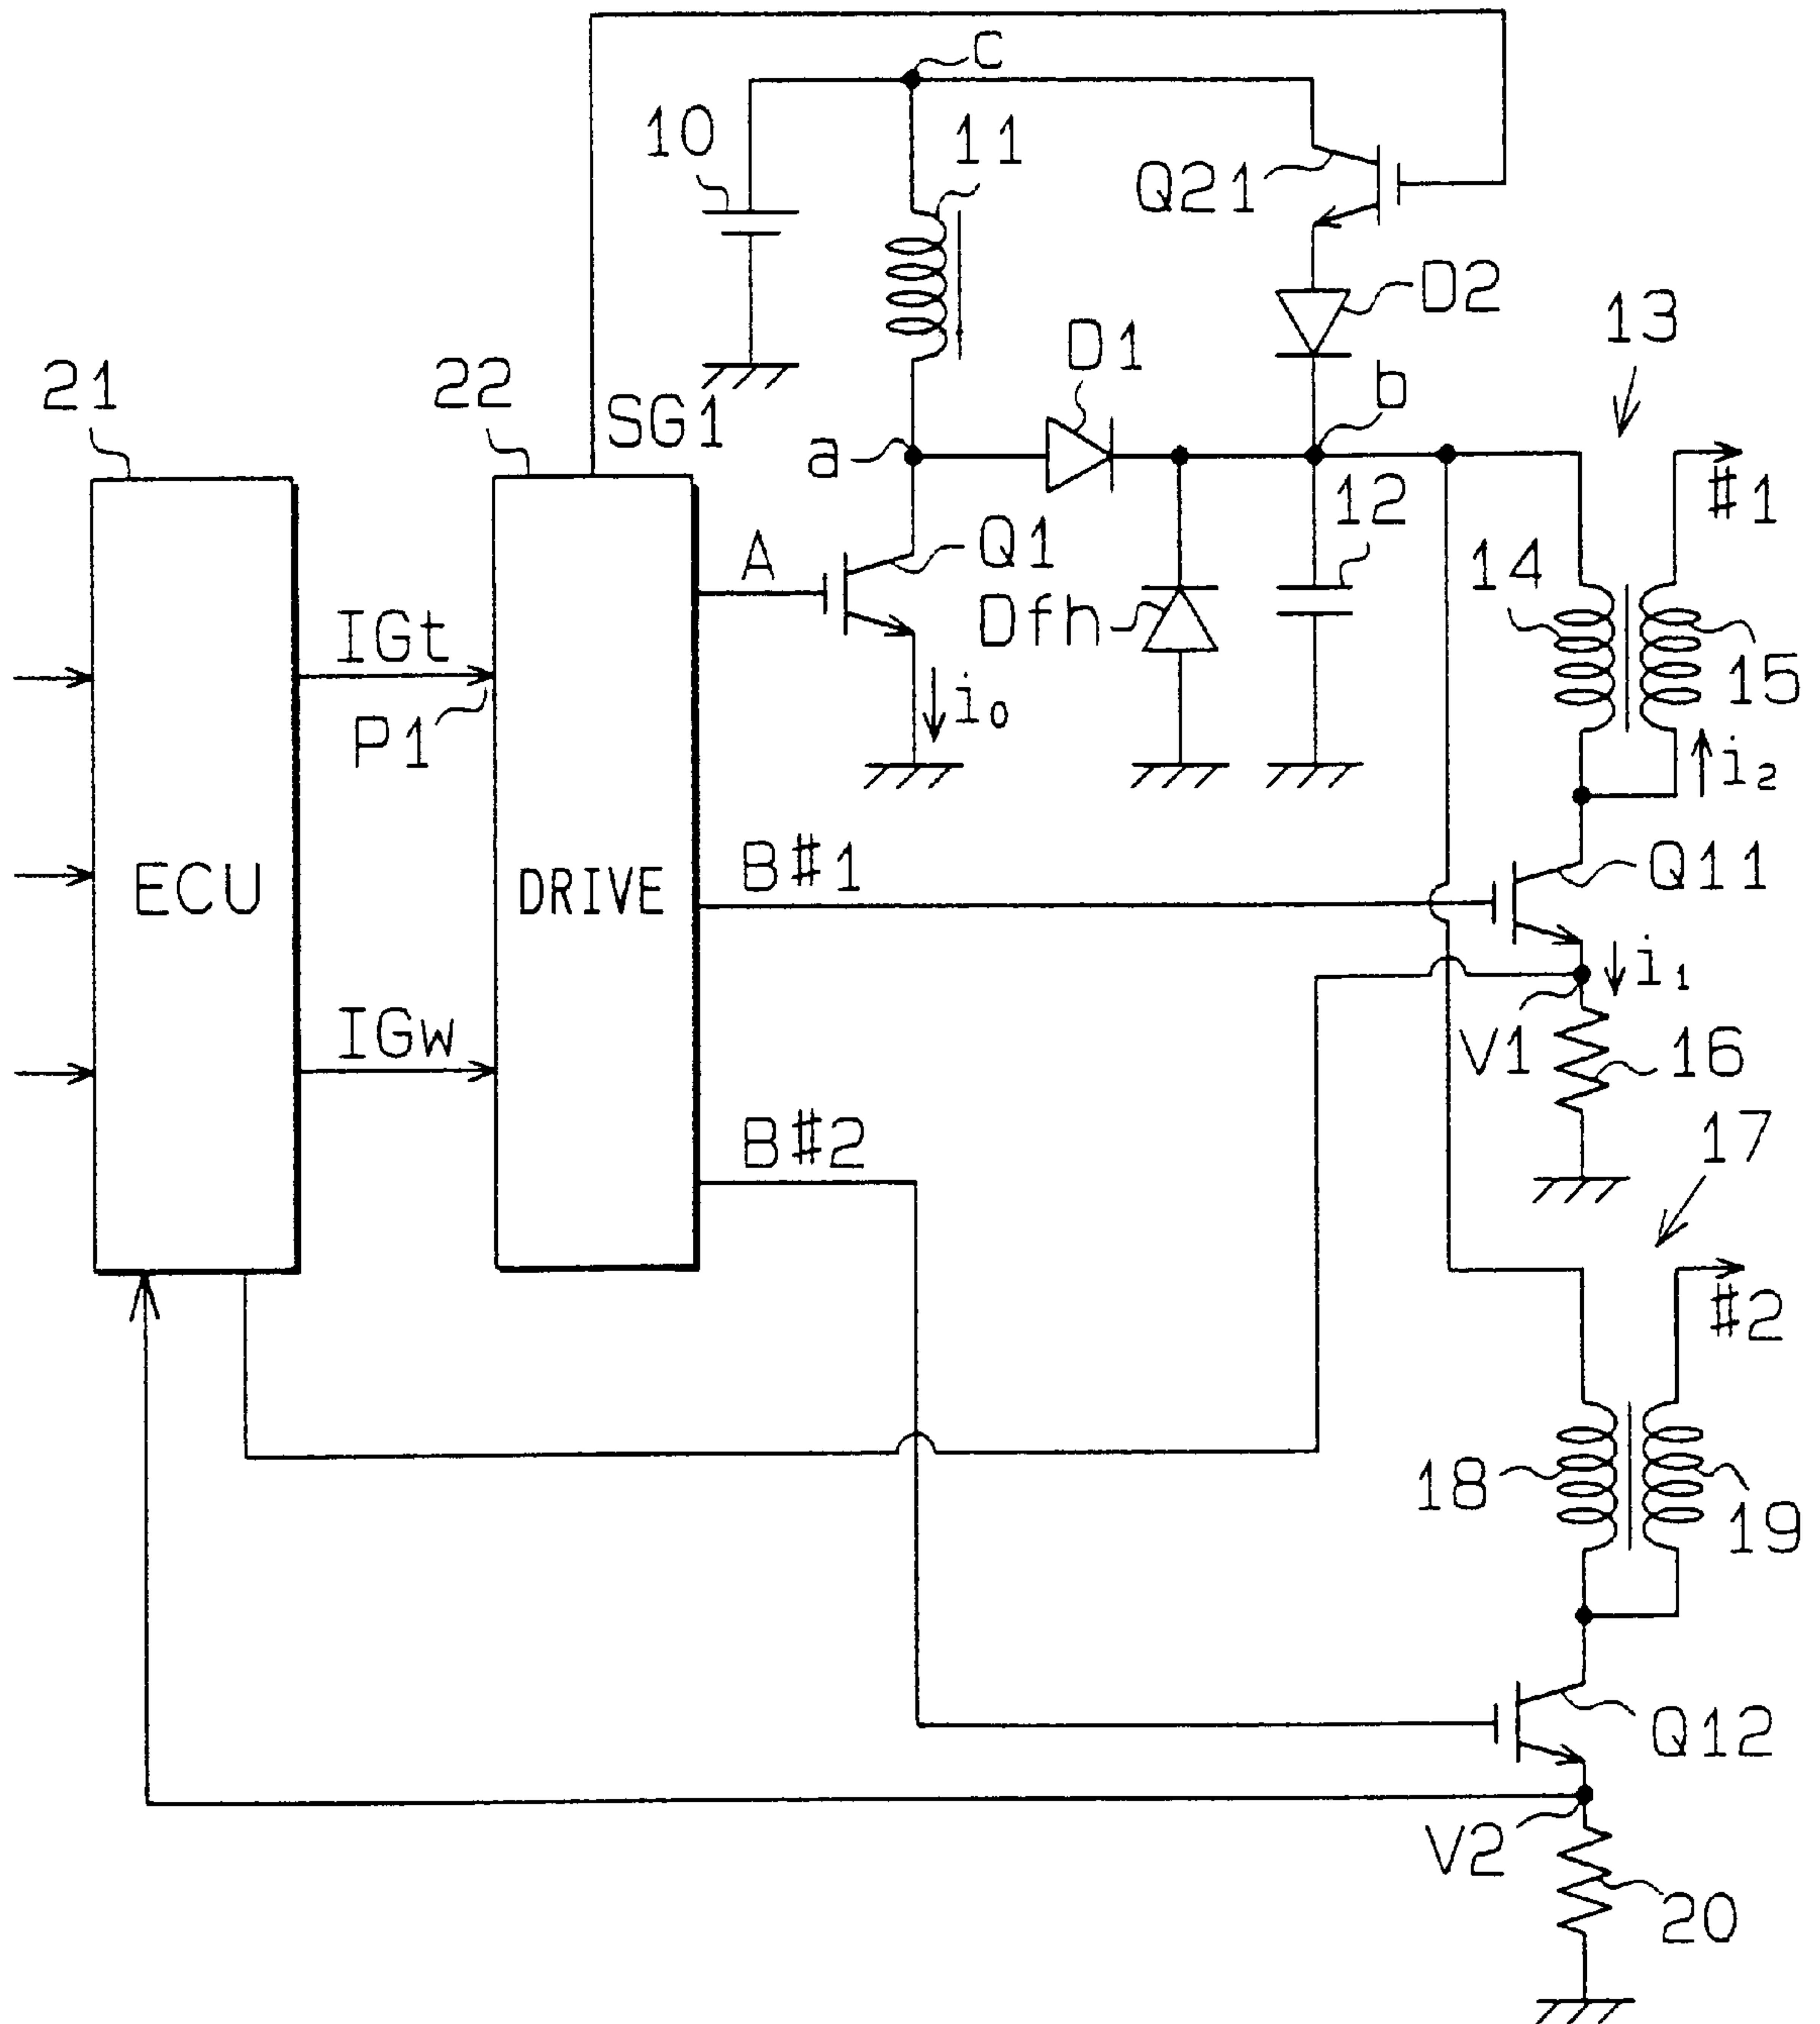 C
10
11
Q21
D2
13
D1
b
21
22
SG1
a
#1
12
A
Q1
14
IGt
Dfh
15
P1
i0
i2
B#1
Q11
ECU
DRIVE
i1
IGw
V1
16
B#2
17
#2
18
19
Q12
V2
20